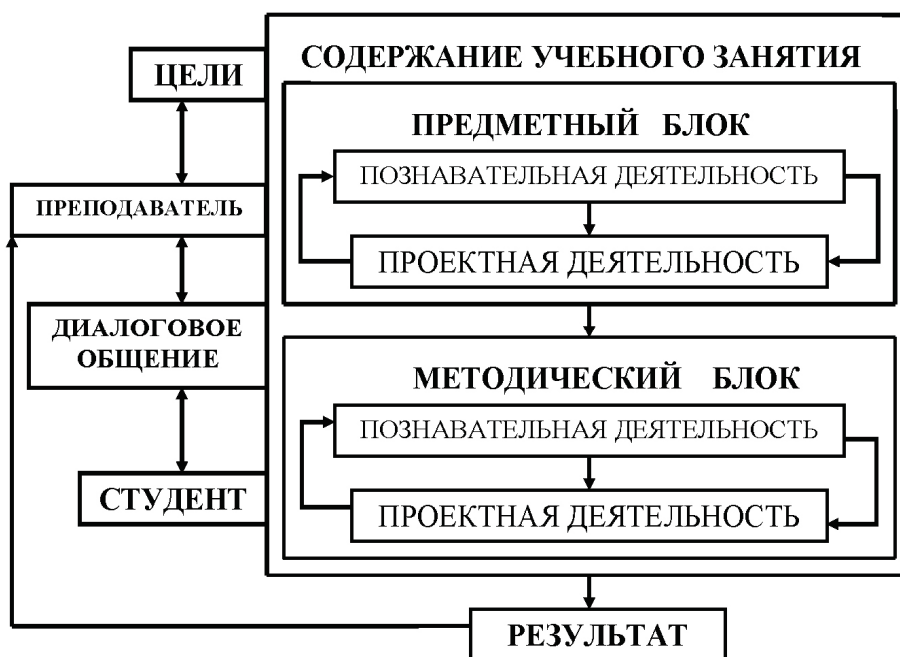 ЦЕЛИ
ПРЕПОДАВАТЕЛЬ
ДИАЛОГОВОЕ
ОБЩЕНИЕ
СТУДЕНТ
СОДЕРЖАНИЕ УЧЕБНОГО ЗАНЯТИЯ
ПРЕДМЕТНЫЙ БЛОК
ПОЗНАВАТЕЛЬНАЯ ДЕЯТЕЛЬНОСТЬ
ПРОЕКТНАЯ ДЕЯТЕЛЬНОСТЬ
МЕТОДИЧЕСКИЙ БЛОК
ПОЗНАВАТЕЛЬНАЯ ДЕЯТЕЛЬНОСТЬ
ПРОЕКТНАЯ ДЕЯТЕЛЬНОСТЬ
РЕЗУЛЬТАТ